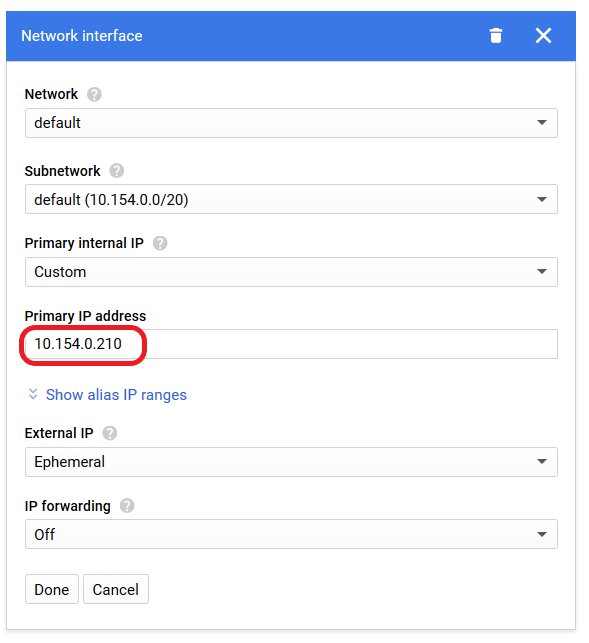 Network interface
Network ?
default
Subnetwork ?
default (10.154.0.0/20)
Primary internal IP ?
Custom
Primary IP address
10.154.0.210
Show alias IP ranges
External IP ?
Ephemeral
IP forwarding ?
Off
Done Cancel